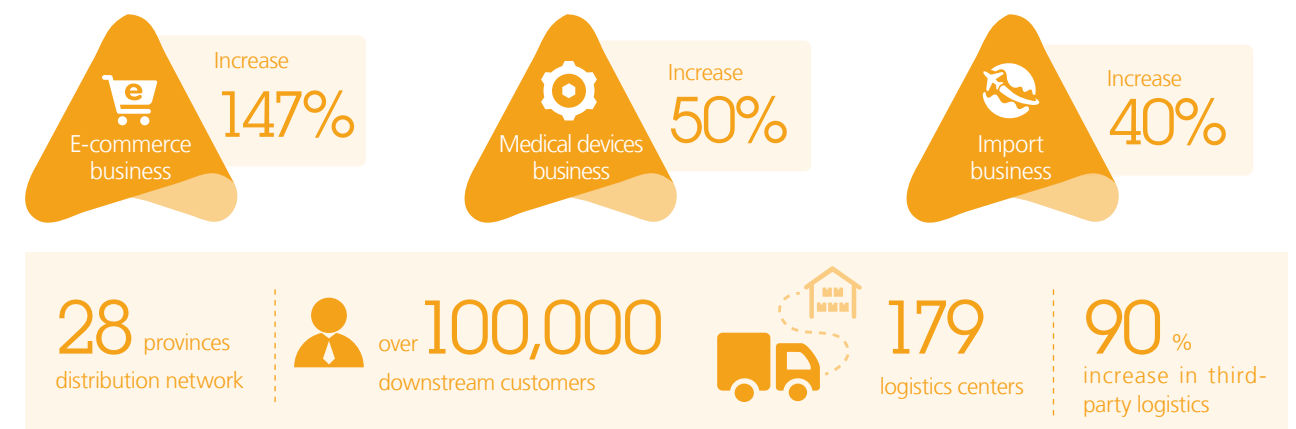 Increase
147%
E-commerce
business
Increase
50%
Medical devices
business
Increase
40%
Import
business
28 provinces
distribution network
over 100,000
downstream customers
179
logistics centers
90 %
increase in third-
party logistics